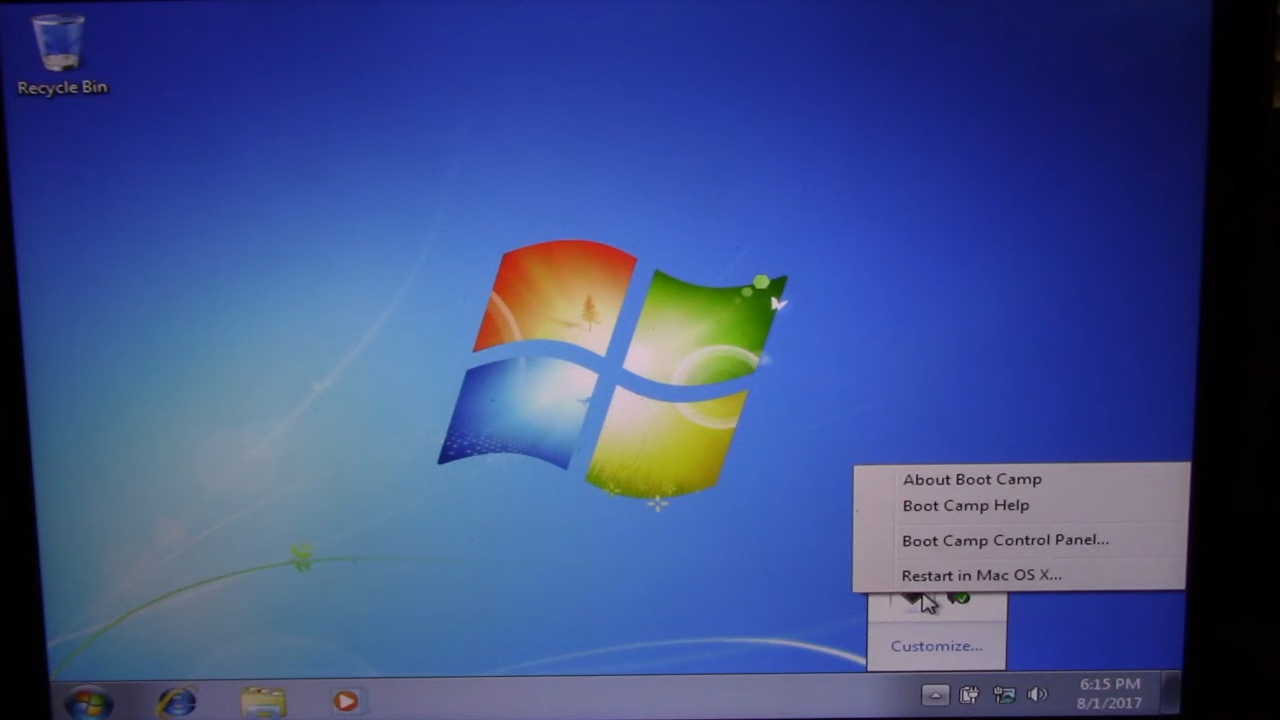 Recycle Bin
About Boot Camp
Boot Camp Help
Boot Camp Control Panel...
Restart in Mac OS X...
Customize...
6:15 PM
8/1/2017